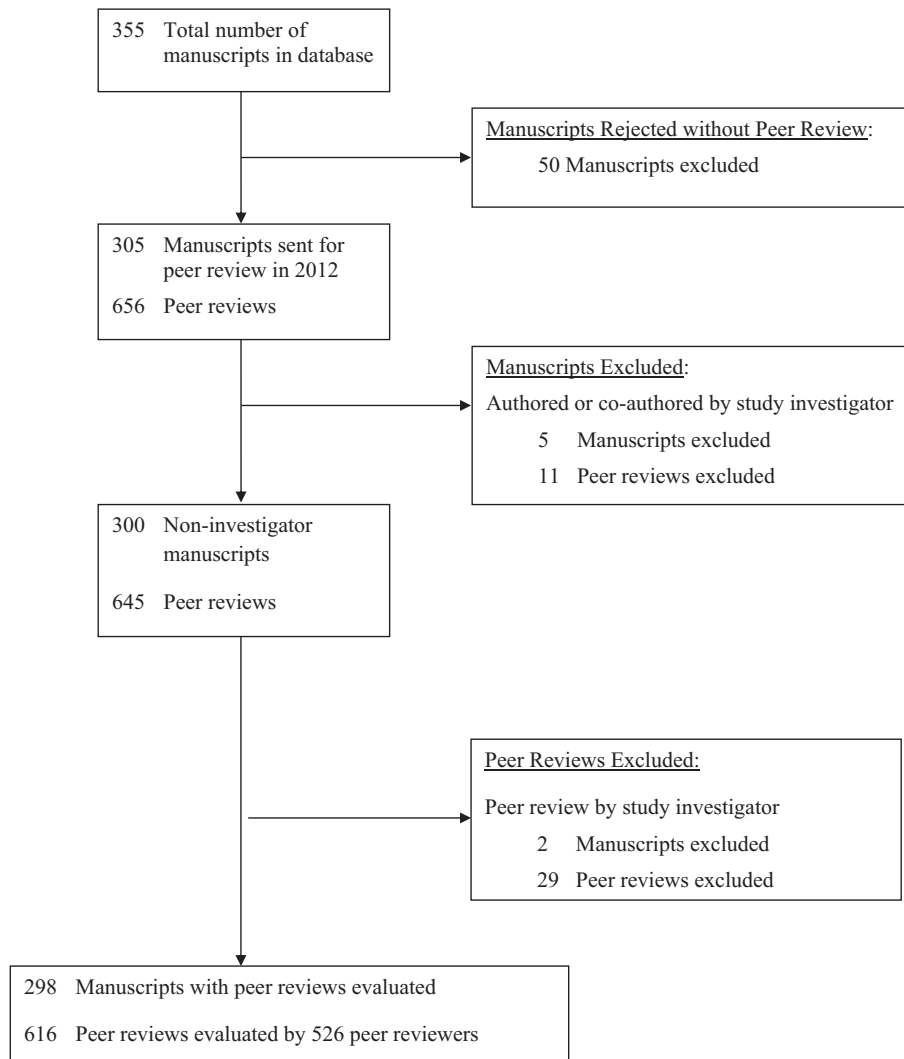 355 Total number of
manuscripts in database
Manuscripts Rejected without Peer Review:
50 Manuscripts excluded
305 Manuscripts sent for
peer review in 2012
656 Peer reviews
Manuscripts Excluded:
Authored or co-authored by study investigator
5 Manuscripts excluded
11 Peer reviews excluded
300 Non-investigator
manuscripts
645 Peer reviews
Peer Reviews Excluded:
Peer review by study investigator
2 Manuscripts excluded
29 Peer reviews excluded
298 Manuscripts with peer reviews evaluated
616 Peer reviews evaluated by 526 peer reviewers